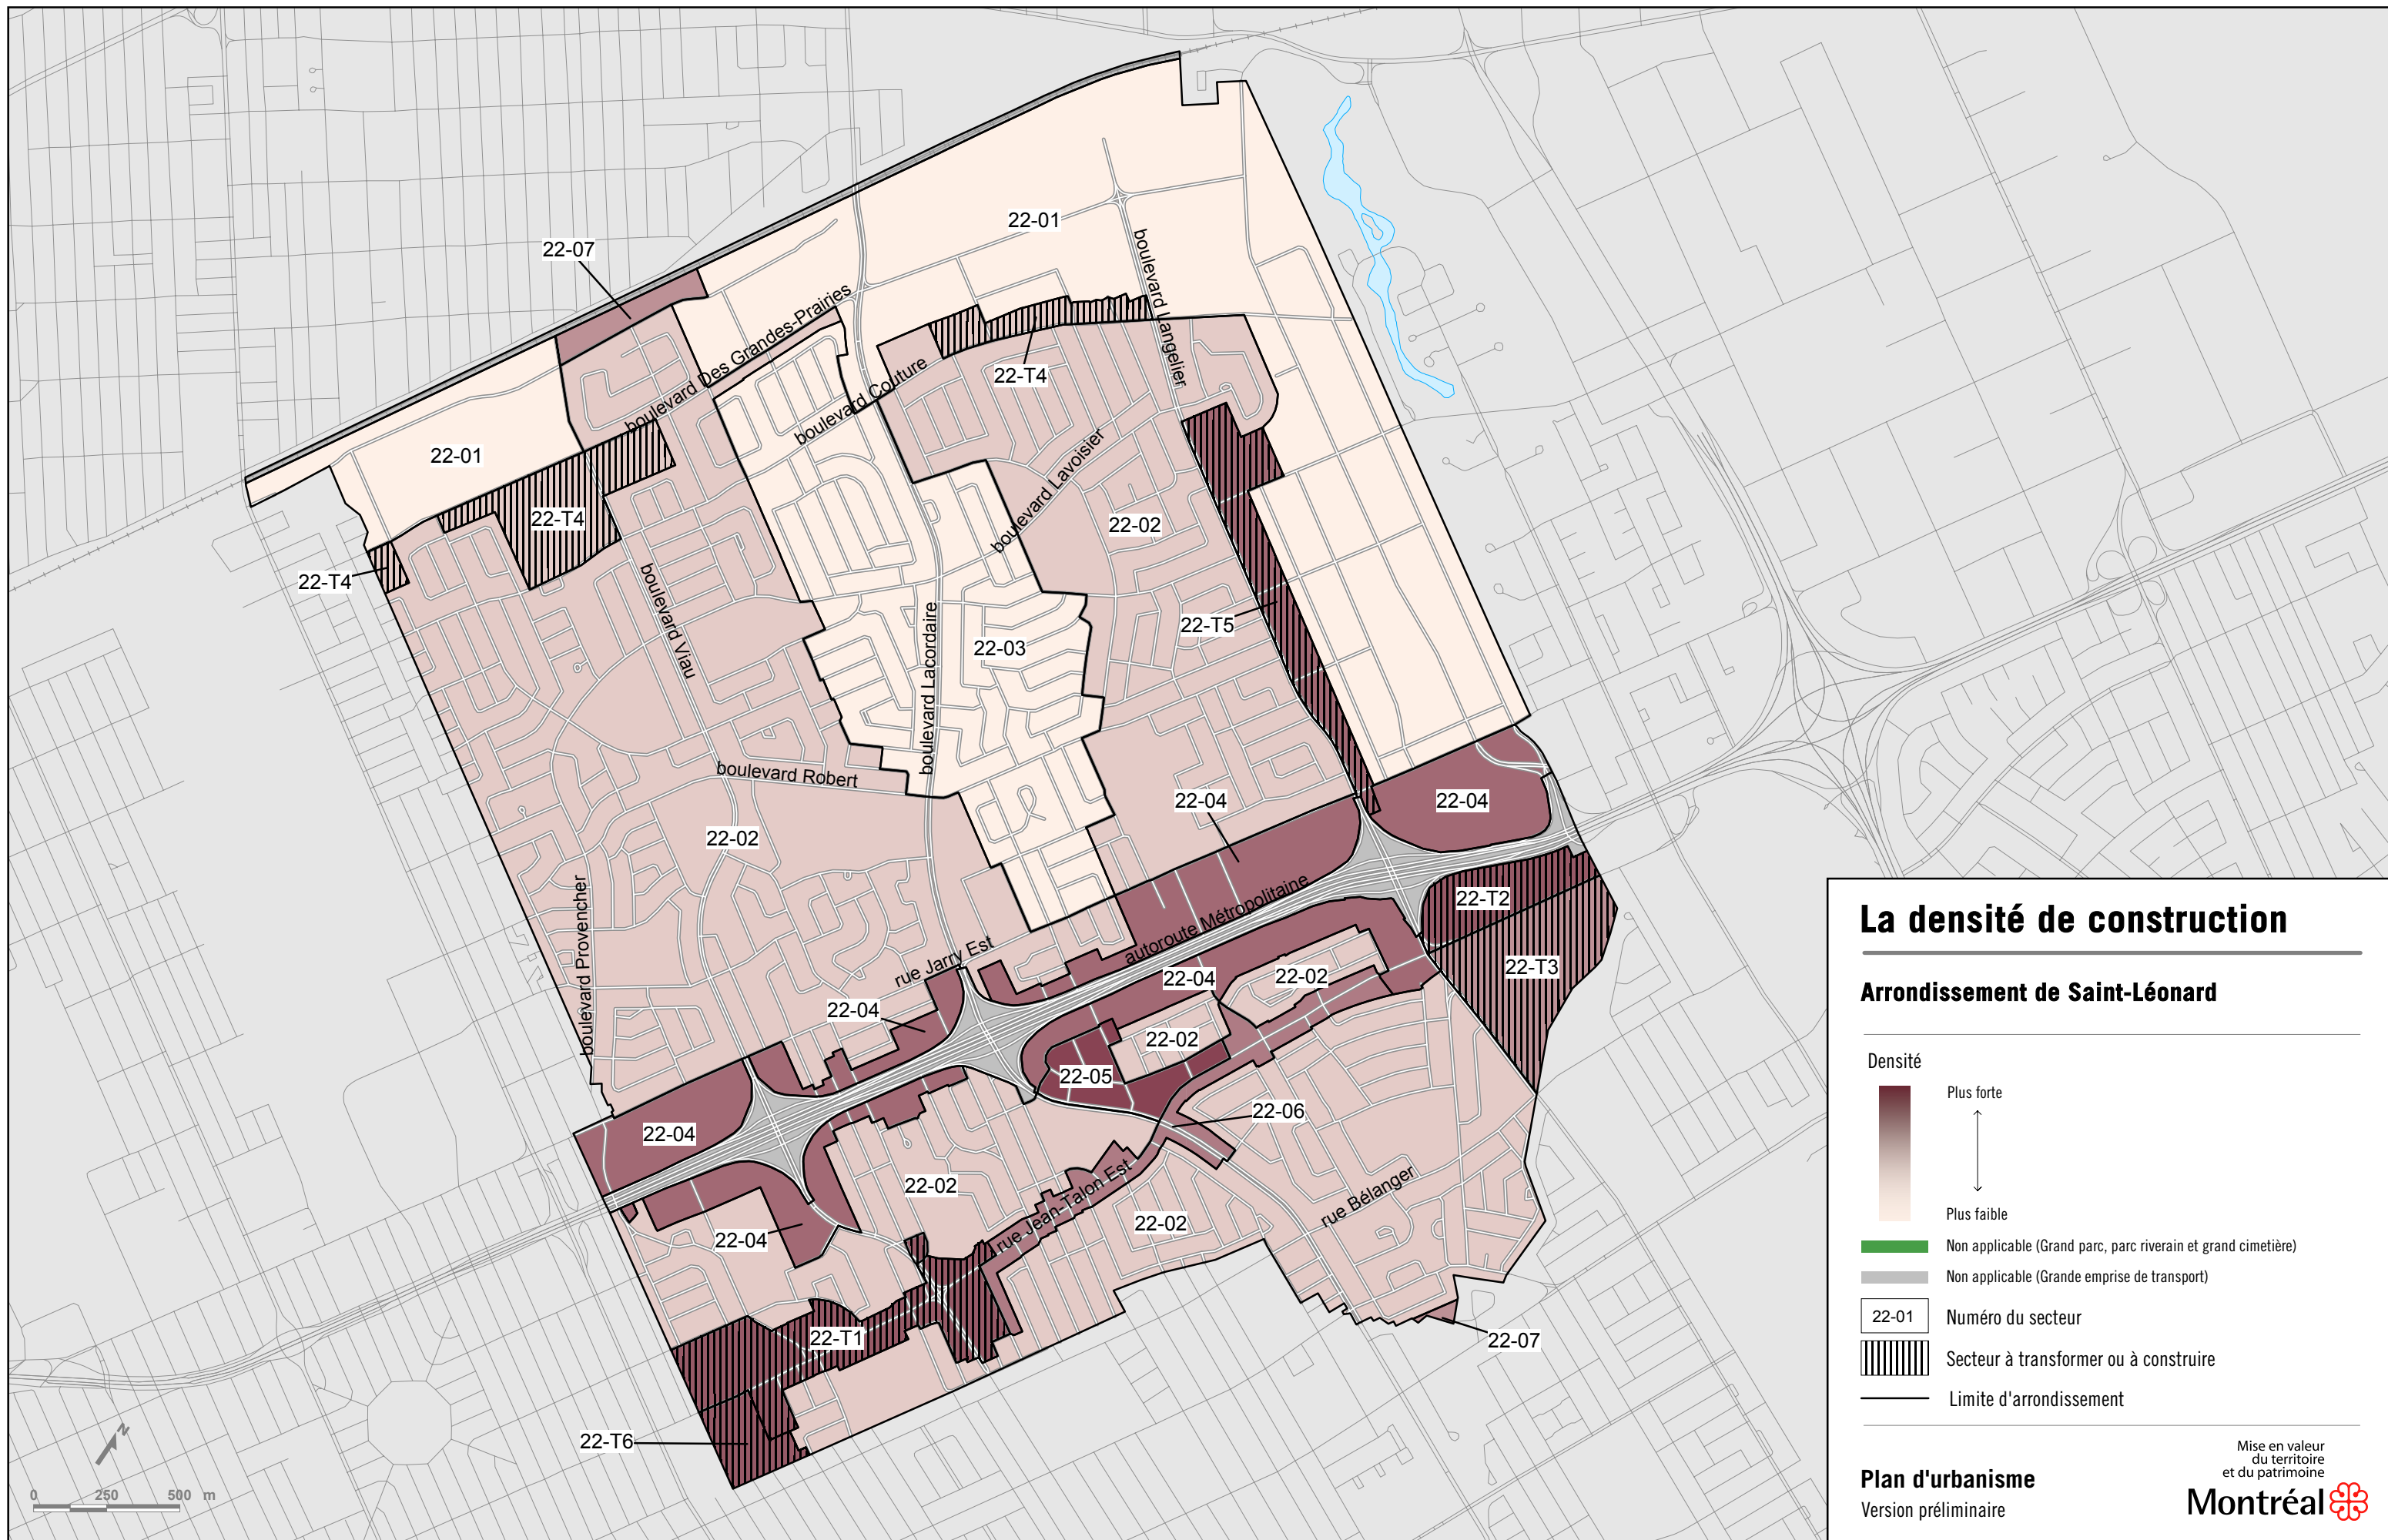 22-01
22-07
boulevard Langelier
boulevard Des Grandes-Prairies
22-T4
boulevard Couture
22-01
boulevard Lavoisier
22-T4
22-02
22-T4
boulevard Viau
22-T5
boulevard Lacordaire
22-03
boulevard Robert
22-04
22-04
22-02
boulevard Provencher
autoroute Métropolitaine
22-T2
rue Jarry Est
22-T3
22-04
22-02
22-04
22-02
22-05
22-06
22-04
22-02
rue Jean-Talon Est
rue Bélanger
22-02
22-04
22-T1
22-07
22-T6
N
0 250 500 m
La densité de construction
Arrondissement de Saint-Léonard
Densité
Plus forte
Plus faible
Non applicable (Grand parc, parc riverain et grand cimetière)
Non applicable (Grande emprise de transport)
22-01 Numéro du secteur
Secteur à transformer ou à construire
Limite d'arrondissement
Mise en valeur
du territoire
et du patrimoine
Plan d'urbanisme
Version préliminaire
Montréal